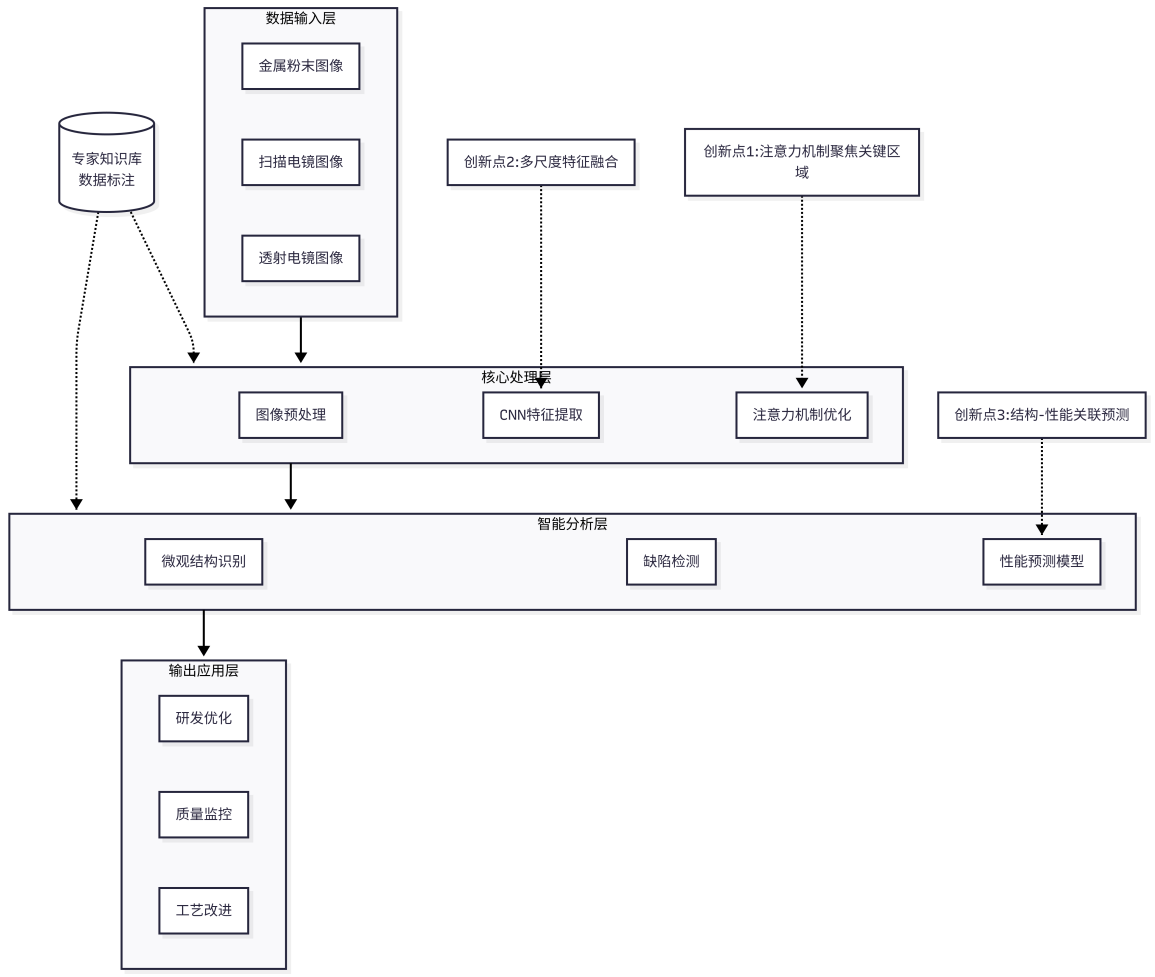 数据输入层
金属粉末图像
扫描电镜图像
透射电镜图像
专家知识库
数据标注
创新点2:多尺度特征融合
创新点1:注意力机制聚焦关键区
域
核心处理层
图像预处理
CNN特征提取
注意力机制优化
创新点3:结构-性能关联预测
智能分析层
微观结构识别
缺陷检测
性能预测模型
输出应用层
研发优化
质量监控
工艺改进